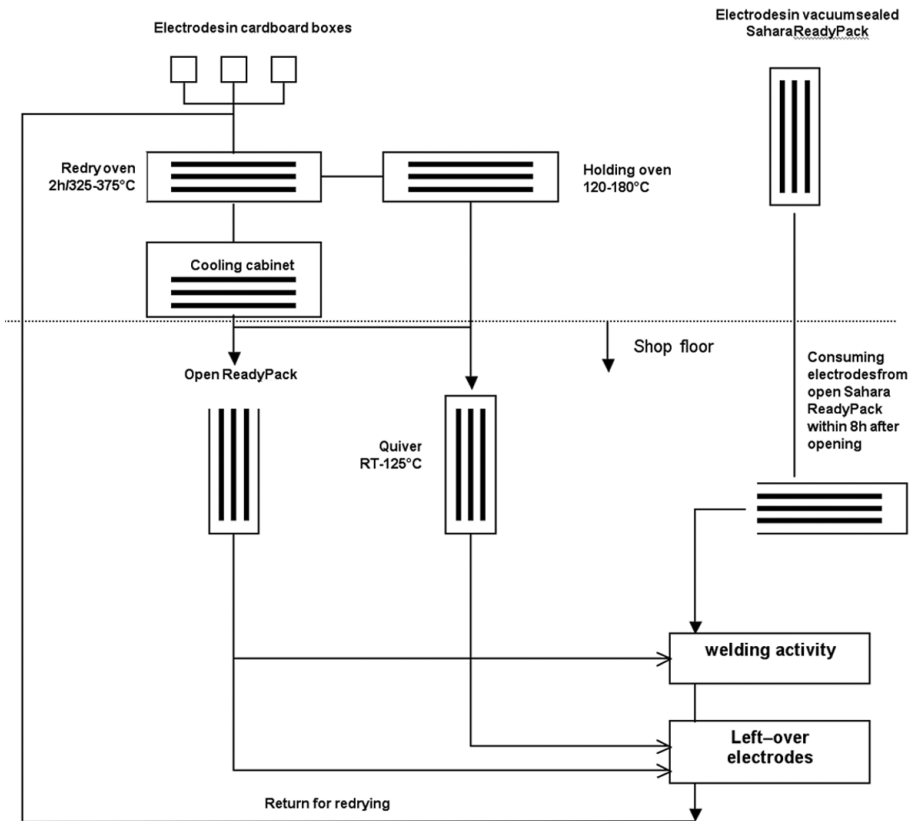 Electrodesin cardboard boxes
Electrodesin vacuumsealed
SaharaReadyPack
Redry oven
2h/325-375°C
Holding oven
120-180°C
Cooling cabinet
Shop floor
Open ReadyPack
Consuming
electrodesfrom
open Sahara
ReadyPack
within 8h after
opening
Quiver
RT-125°C
welding activity
Left–over
electrodes
Return for redrying